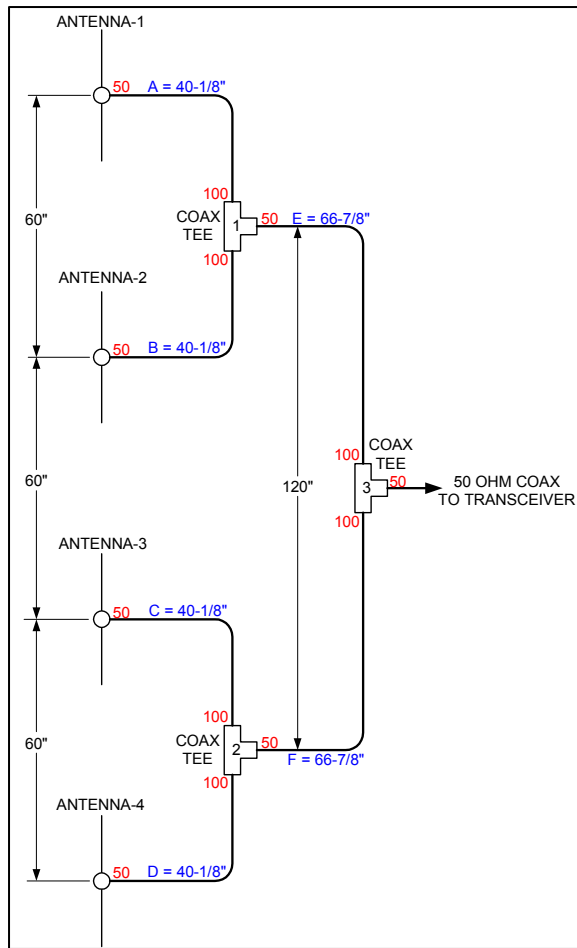 ANTENNA-1
50 A = 40-1/8"
60"
100
COAX
TEE
1
50 E = 66-7/8"
100
ANTENNA-2
50 B = 40-1/8"
60"
120"
100
COAX
TEE
3
50
100
50 OHM COAX
TO TRANSCEIVER
ANTENNA-3
50 C = 40-1/8"
60"
100
COAX
TEE
2
50
F = 66-7/8"
100
ANTENNA-4
50 D = 40-1/8"